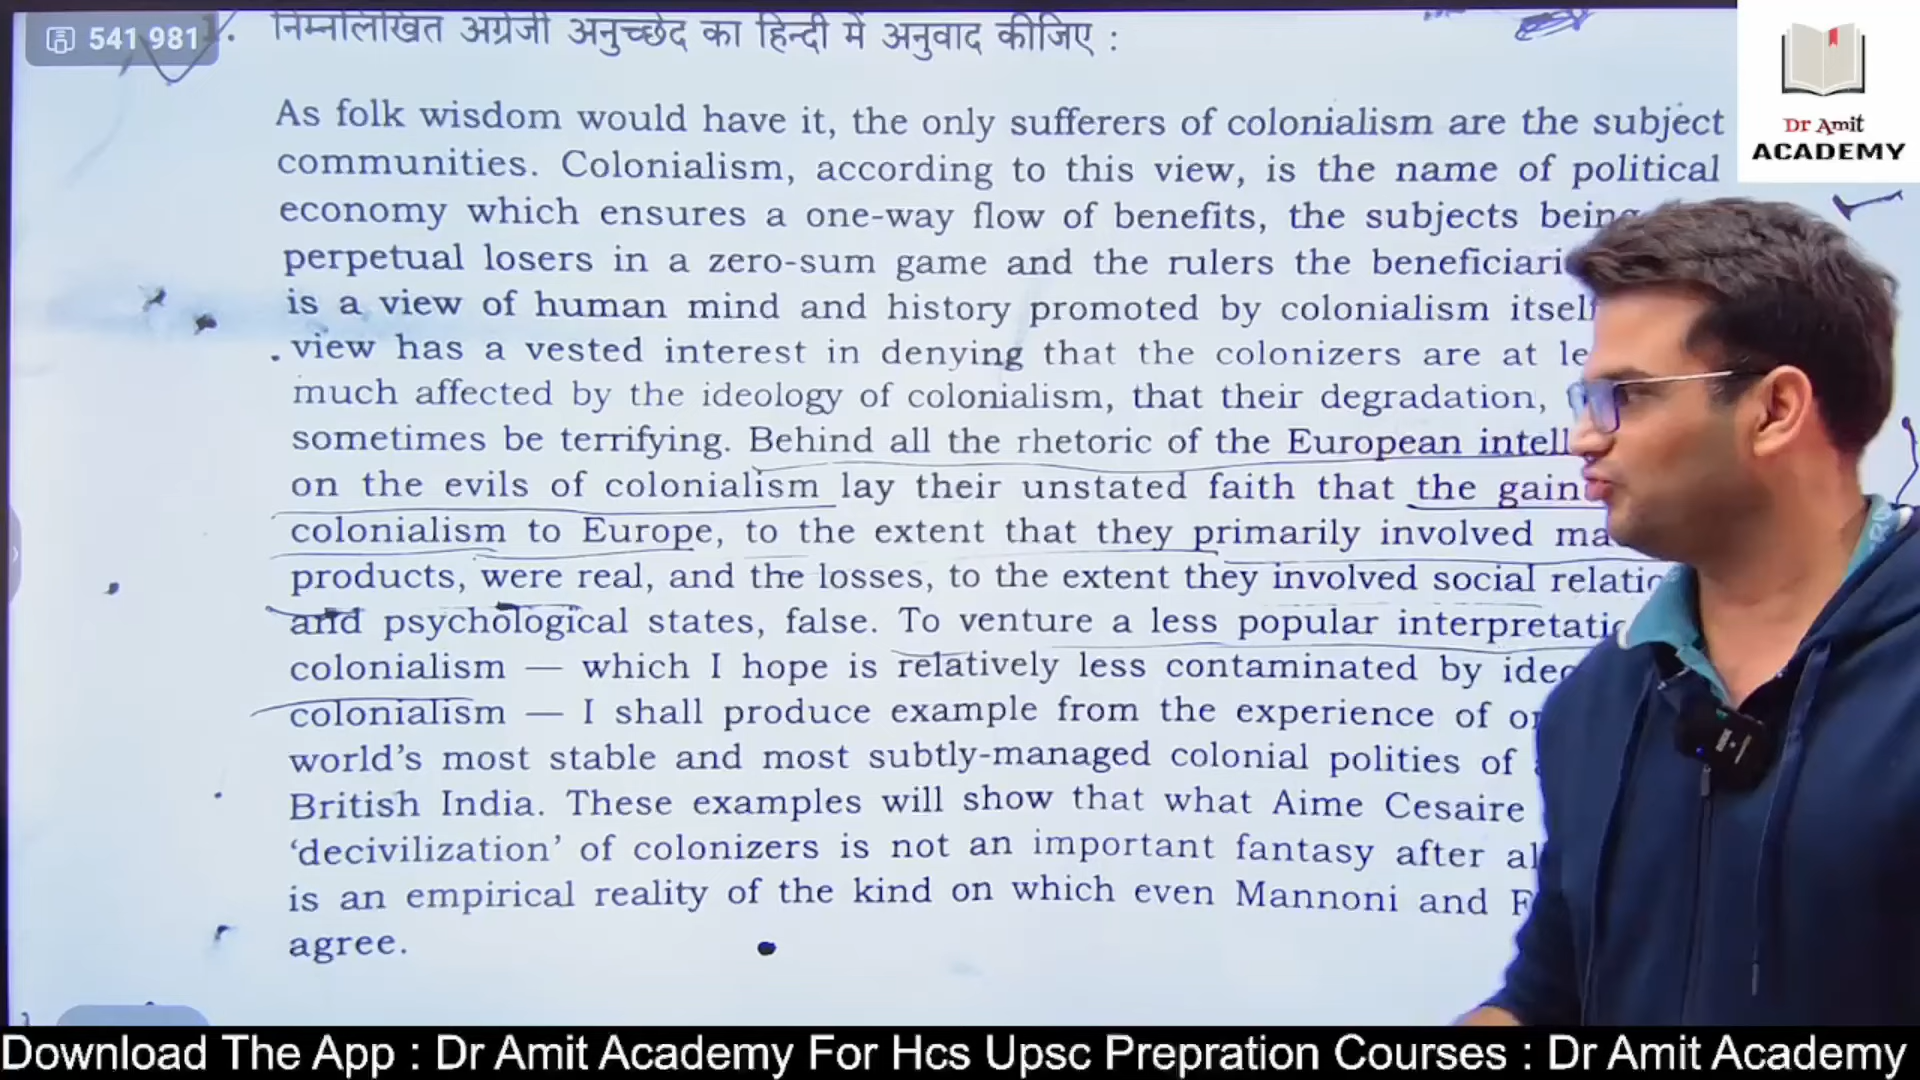 541 981
. निम्नलिखित अंग्रेजी अनुच्छेद का हिन्दी में अनुवाद कीजिए :
As folk wisdom would have it, the only sufferers of colonialism are the subject
communities. Colonialism, according to this view, is the name of political
economy which ensures a one-way flow of benefits, the subjects being
perpetual losers in a zero-sum game and the rulers the
is a view of human mind and history promoted by colonialism
view has a vested interest in denying that the colonizers are at
much affected by the ideology of colonialism, that their degradation,
sometimes be terrifying. Behind all the rhetoric of the European
on the evils of colonialism lay their unstated faith that the
colonialism to Europe, to the extent that they primarily involved
products, were real, and the losses, to the extent they involved social
and psychological states, false. To venture a less popular
colonialism — which I hope is relatively less contaminated by
colonialism — I shall produce example from the experience of
world's most stable and most subtly-managed colonial polities of
British India. These examples will show that what Aime Cesaire
'decivilization' of colonizers is not an important fantasy after
is an empirical reality of the kind on which even Mannoni and
agree.
Dr Amit
ACADEMY
Download The App : Dr Amit Academy For Hcs Upsc Prepration Courses : Dr Amit Academy